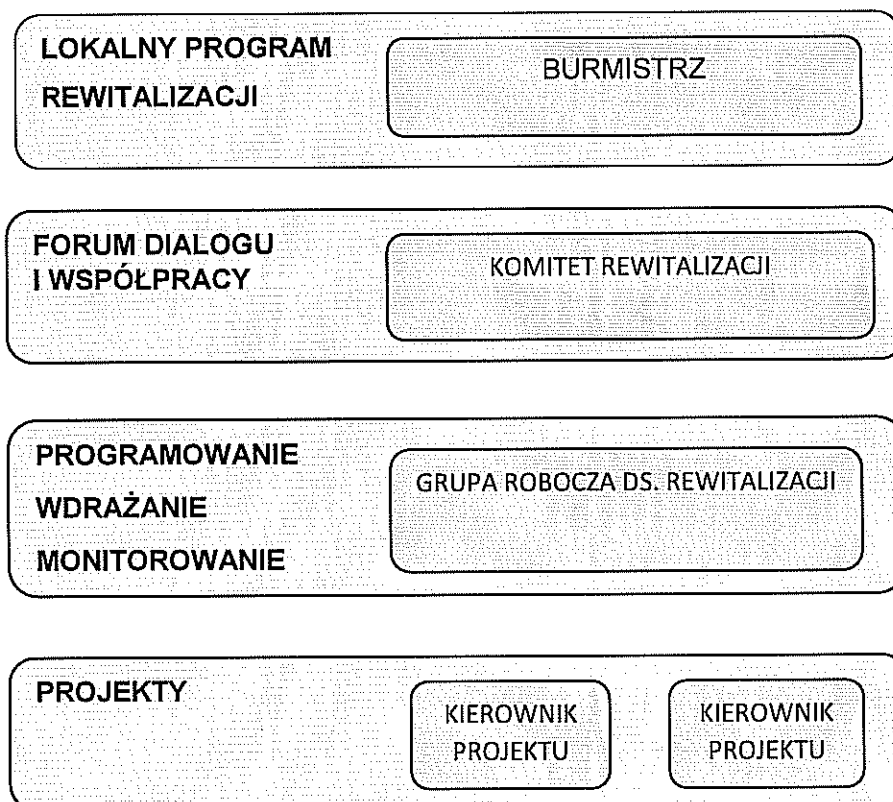 LOKALNY PROGRAM
REWITALIZACJI
BURMISTRZ
FORUM DIALOGU
I WSPÓŁPRACY
KOMITET REWITALIZACJI
PROGRAMOWANIE
WDRAŻANIE
MONITOROWANIE
GRUPA ROBOCZA DS. REWITALIZACJI
PROJEKTY
KIEROWNIK
PROJEKTU
KIEROWNIK
PROJEKTU